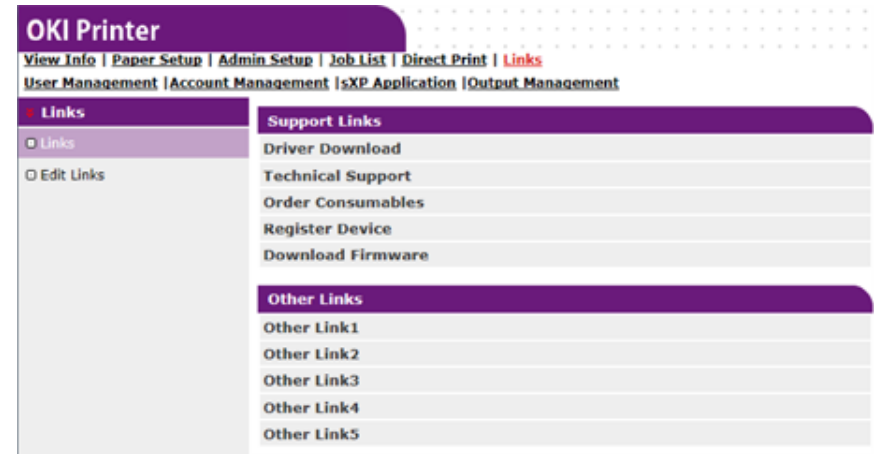 OKI Printer
View Info | Paper Setup | Admin Setup | Job List | Direct Print | Links
User Management |Account Management |sXP Application |Output Management
Links
Links
Edit Links
Support Links
Driver Download
Technical Support
Order Consumables
Register Device
Download Firmware
Other Links
Other Link1
Other Link2
Other Link3
Other Link4
Other Link5